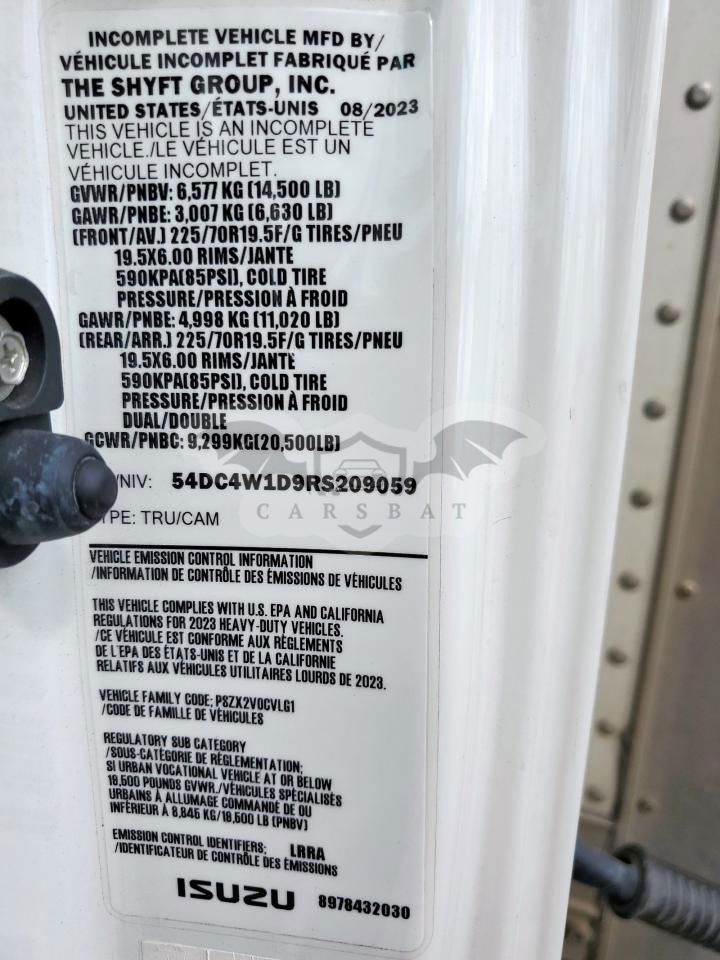 INCOMPLETE VEHICLE MFD BY/
VÉHICULE INCOMPLET FABRIQUÉ PAR
THE SHYFT GROUP, INC.
UNITED STATES/ÉTATS-UNIS 08/2023
THIS VEHICLE IS AN INCOMPLETE
VEHICLE./LE VÉHICULE EST UN
VÉHICULE INCOMPLET.
GVWR/PNBV: 6,577 KG (14,500 LB)
GAWR/PNBE: 3,007 KG (6,630 LB)
(FRONT/AV.) 225/70R19.5F/G TIRES/PNEU
19.5X6.00 RIMS/JANTE
590KPA(85PSI), COLD TIRE
PRESSURE/PRESSION À FROID
GAWR/PNBE: 4,998 KG (11,020 LB)
(REAR/ARR.) 225/70R19.5F/G TIRES/PNEU
19.5X6.00 RIMS/JANTE
590KPA(85PSI), COLD TIRE
PRESSURE/PRESSION À FROID
DUAL/DOUBLE
GCWR/PNBC: 9,299KG(20,500LB)
/NIV: 54DC4W1D9RS209059
CARSBAT
YPE: TRU/CAM
VEHICLE EMISSION CONTROL INFORMATION
/INFORMATION DE CONTRÔLE DES ÉMISSIONS DE VÉHICULES
THIS VEHICLE COMPLIES WITH U.S. EPA AND CALIFORNIA
REGULATIONS FOR 2023 HEAVY-DUTY VEHICLES.
/CE VÉHICULE EST CONFORME AUX RÈGLEMENTS
DE L'EPA DES ÉTATS-UNIS ET DE LA CALIFORNIE
RELATIFS AUX VÉHICULES UTILITAIRES LOURDS DE 2023.
VEHICLE FAMILY CODE: PSZX2VOCVLG1
/CODE DE FAMILLE DE VÉHICULES
REGULATORY SUB CATEGORY
/SOUS-CATÉGORIE DE RÈGLEMENTATION:
SI URBAN VOCATIONAL VEHICLE AT OR BELOW
18,500 POUNDS GVWR./VÉHICULES SPÉCIALISÉS
URBAINS À ALLUMAGE COMMANDÉ DE OU
INFÉRIEUR À 8,845 KG/18,500 LB (PNBV)
EMISSION CONTROL IDENTIFIERS: LRRA
/IDENTIFICATEUR DE CONTRÔLE DES ÉMISSIONS
ISUZU 8978432030